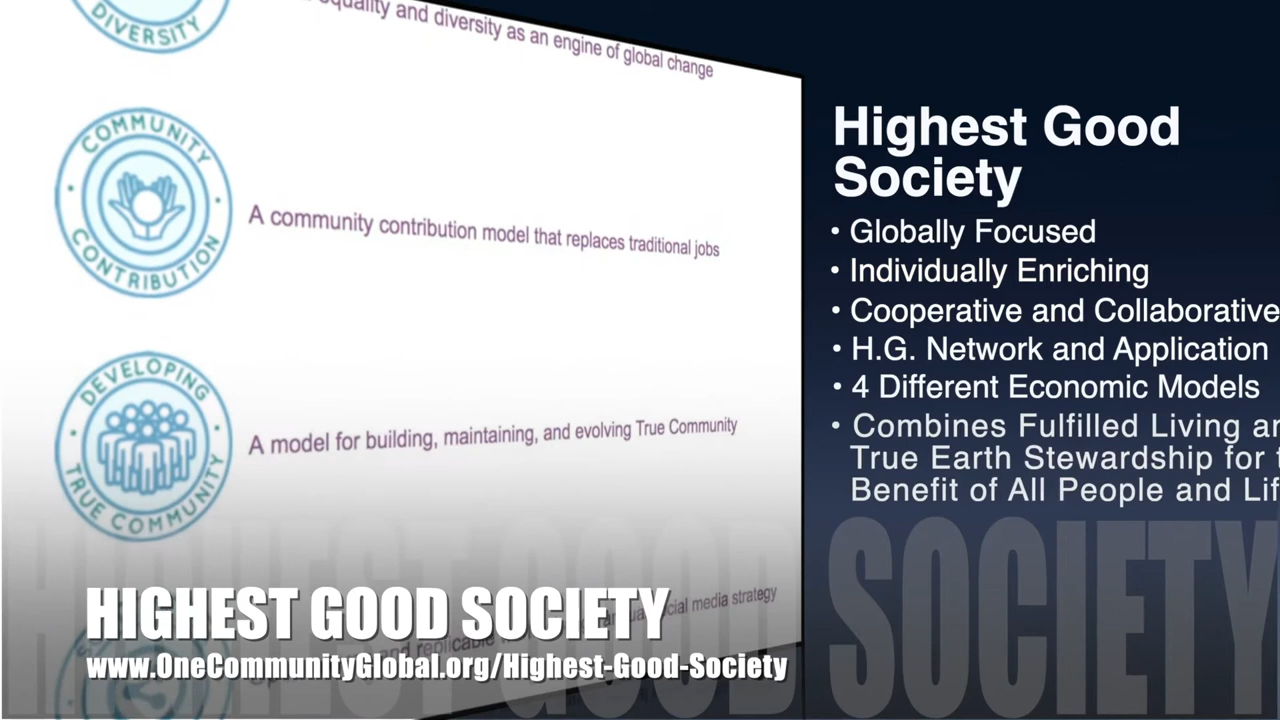 DIVERSITY
equality and diversity as an engine of global change
COMMUNITY
CONTRIBUTION
A community contribution model that replaces traditional jobs
DEVELOPING
TRUE COMMUNITY
A model for building, maintaining, and evolving True Community
social media strategy
and replicable
Highest Good
Society
• Globally Focused
• Individually Enriching
• Cooperative and Collaborative
• H.G. Network and Application
• 4 Different Economic Models
• Combines Fulfilled Living
True Earth Stewardship for
Benefit of All People and
HIGHEST GOOD SOCIETY
HIGHEST GOOD SOCIETY
www.OneCommunityGlobal.org/Highest-Good-Society